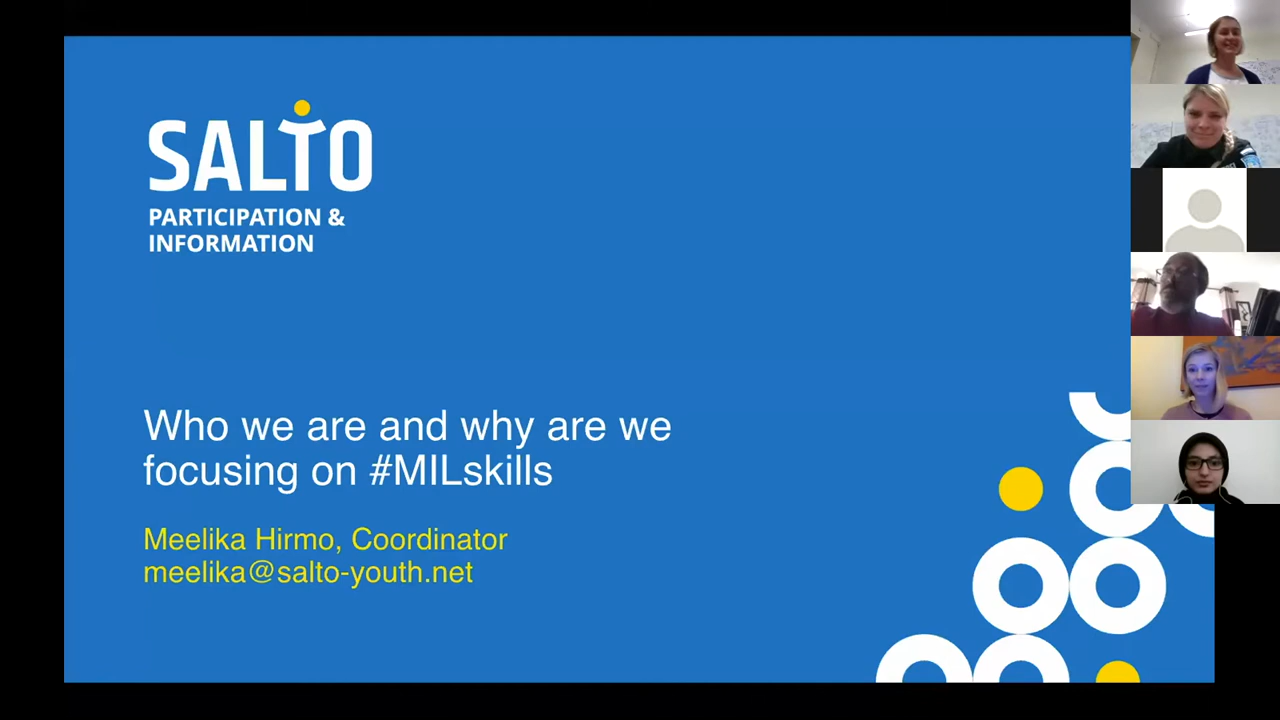 SALTO
PARTICIPATION &
INFORMATION
Who we are and why are we
focusing on #MILskills
Meelika Hirmo, Coordinator
meelika@salto-youth.net